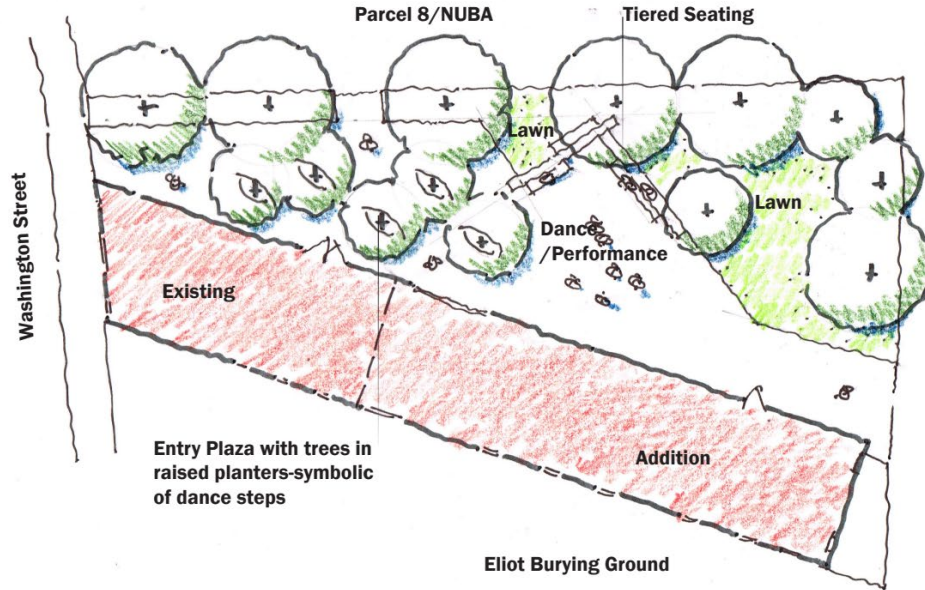 Parcel 8/NUBA
Tiered Seating
Lawn
Lawn
Dance
/Performance
Washington Street
Existing
Addition
Entry Plaza with trees in
raised planters-symbolic
of dance steps
Eliot Burying Ground